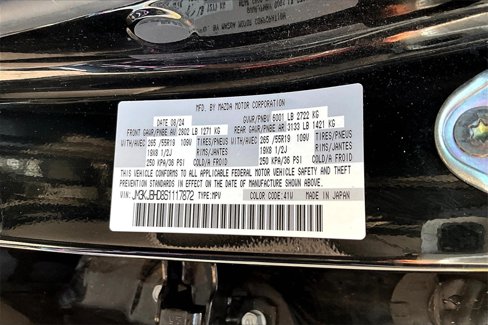 MFD. BY MAZDA MOTOR CORPORATION
DATE 08/24 GVWR/PNBV 6001 LB 2722 KG
FRONT GAWR/PNBE AV 2802 LB 1271 KG REAR GAWR/PNBE AR 3133 LB 1421 KG
WITH/AVEC 265 /55R19 109V TIRES/PNEUS WITH/AVEC 265 /55R19 109V TIRES/PNEUS
19X8 1/2J RIMS/JANTES 19X8 1/2J RIMS/JANTES
250 KPA/36 PSI COLD/A FROID 250 KPA/36 PSI COLD/A FROID
THIS VEHICLE CONFORMS TO ALL APPLICABLE FEDERAL MOTOR VEHICLE SAFETY AND THEFT
PREVENTION STANDARDS IN EFFECT ON THE DATE OF MANUFACTURE SHOWN ABOVE.
VIN: TYPE:MPV COLOR CODE:41W MADE IN JAPAN